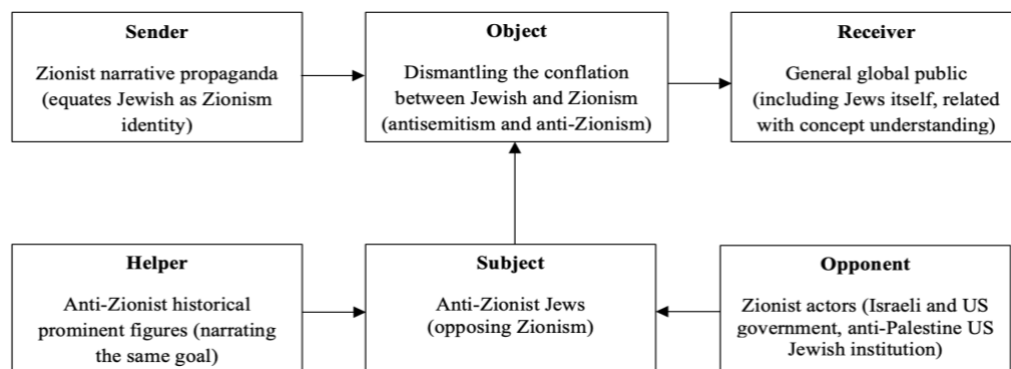 Sender
Zionist narrative propaganda
(equates Jewish as Zionism
identity)
Object
Dismantling the conflation
between Jewish and Zionism
(antisemitism and anti-Zionism)
Receiver
General global public
(including Jews itself, related
with concept understanding)
Helper
Anti-Zionist historical
prominent figures (narrating
the same goal)
Subject
Anti-Zionist Jews
(opposing Zionism)
Opponent
Zionist actors (Israeli and US
government, anti-Palestine US
Jewish institution)